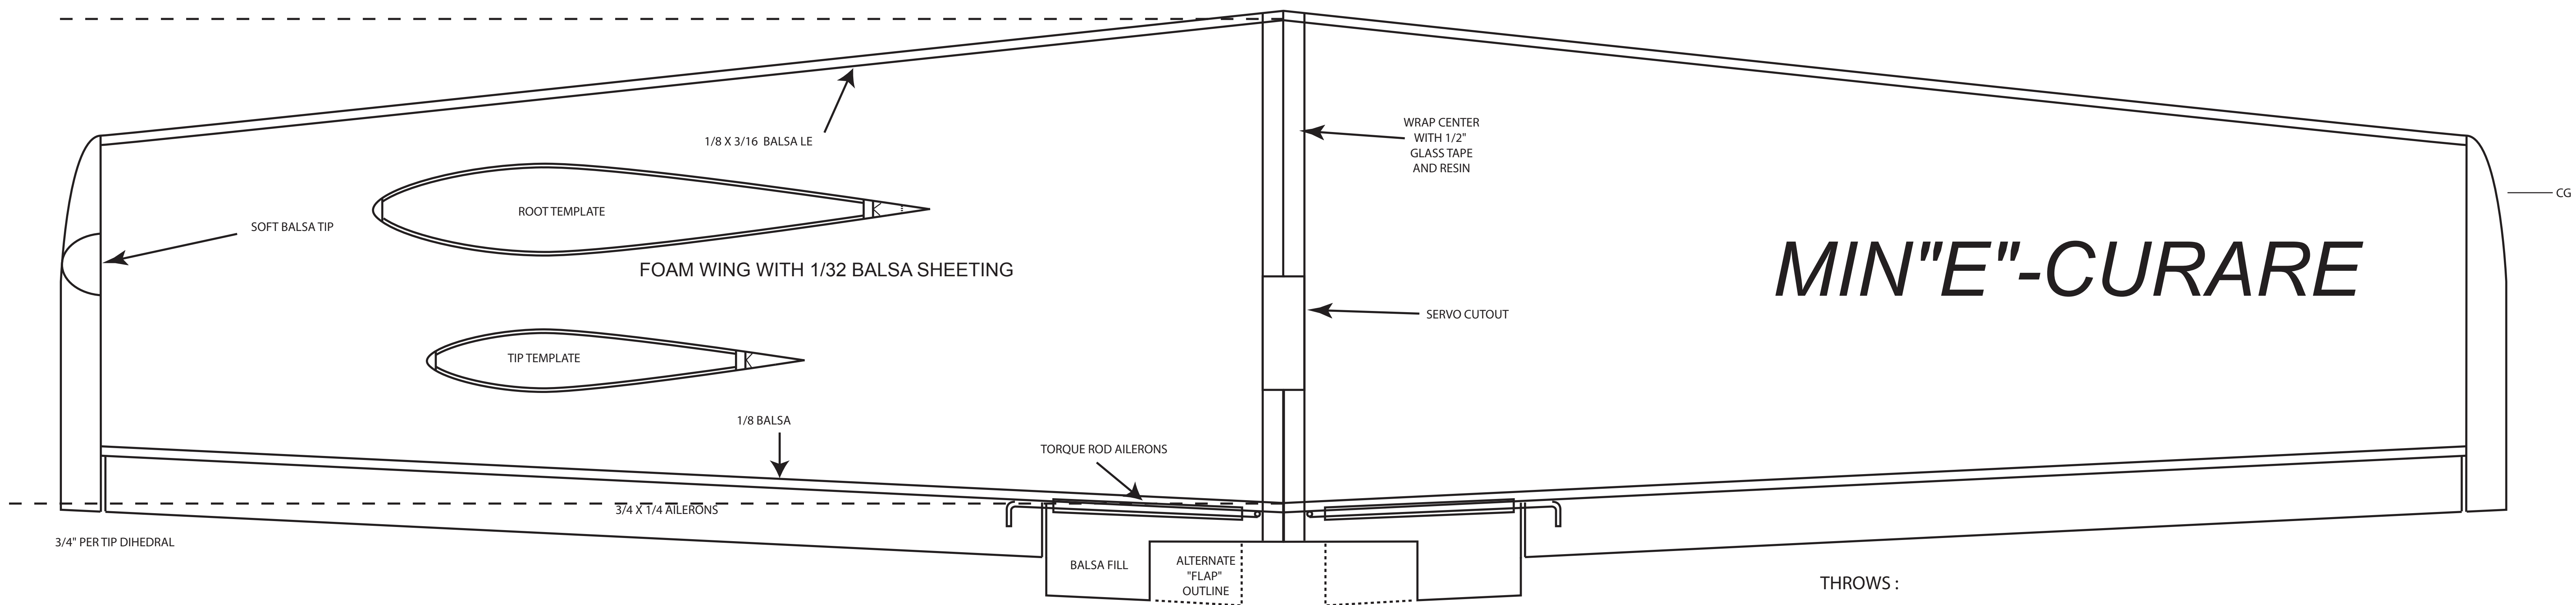 1/8 X 3/16 BALSA LE
WRAP CENTER
WITH 1/2"
GLASS TAPE
AND RESIN
CG
ROOT TEMPLATE
SOFT BALSA TIP
FOAM WING WITH 1/32 BALSA SHEETING
MIN"E"-CURARE
SERVO CUTOUT
TIP TEMPLATE
1/8 BALSA
TORQUE ROD AILERONS
3/4 X 1/4 AILERONS
3/4" PER TIP DIHEDRAL
BALSA FILL
ALTERNATE
"FLAP"
OUTLINE
THROWS :